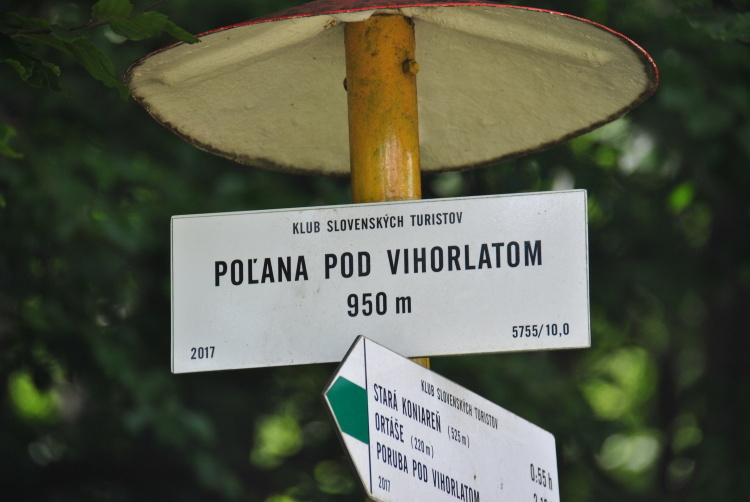 KLUB SLOVENSKÝCH TURISTOV
POĽANA POD VIHORLATOM
950 m
2017
5755/10,0
KLUB SLOVENSKÝCH TURISTOV
STARÁ KONIAREŇ (525 m) 0:55 h
ORTÁŠE (220 m)
PORUBA POD VIHORLATOM
2017